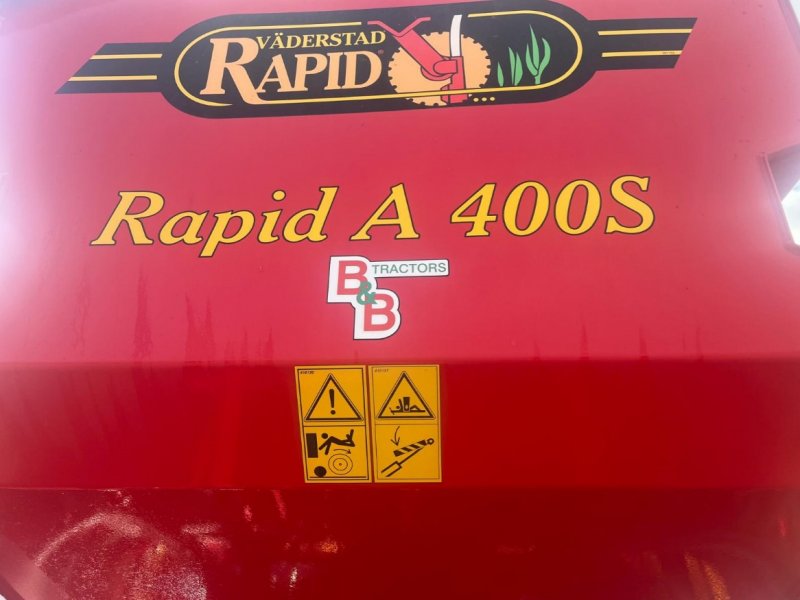 VÄDERSTAD
RAPID®
Rapid A 400S
B TRACTORS
&
B